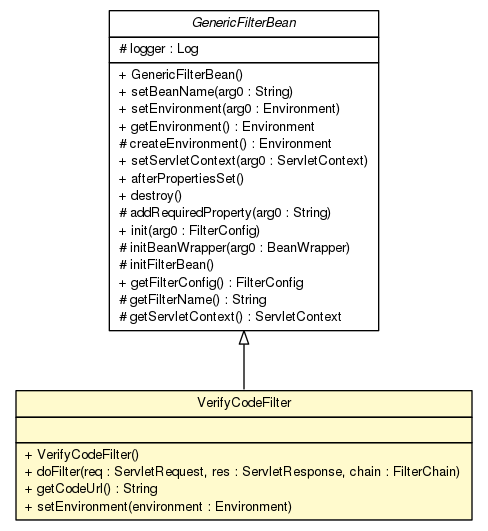 GenericFilterBean
# logger : Log
+ GenericFilterBean()
+ setBeanName(arg0 : String)
+ setEnvironment(arg0 : Environment)
+ getEnvironment() : Environment
# createEnvironment() : Environment
+ setServletContext(arg0 : ServletContext)
+ afterPropertiesSet()
+ destroy()
# addRequiredProperty(arg0 : String)
+ init(arg0 : FilterConfig)
# initBeanWrapper(arg0 : BeanWrapper)
# initFilterBean()
+ getFilterConfig() : FilterConfig
# getFilterName() : String
# getServletContext() : ServletContext
VerifyCodeFilter
+ VerifyCodeFilter()
+ doFilter(req : ServletRequest, res : ServletResponse, chain : FilterChain)
+ getCodeUrl() : String
+ setEnvironment(environment : Environment)